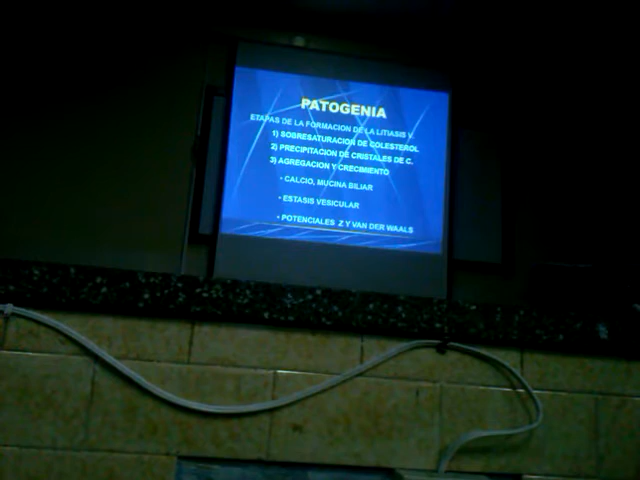 PATOGENIA
ETAPAS DE LA FORMACION DE LA LITIASIS V.
1) SOBRESATURACION DE COLESTEROL
2) PRECIPITACION DE CRISTALES DE C.
3) AGREGACION Y CRECIMIENTO
• CALCIO, MUCINA BILIAR
• ESTASIS VESICULAR
• POTENCIALES Z Y VAN DER WAALS